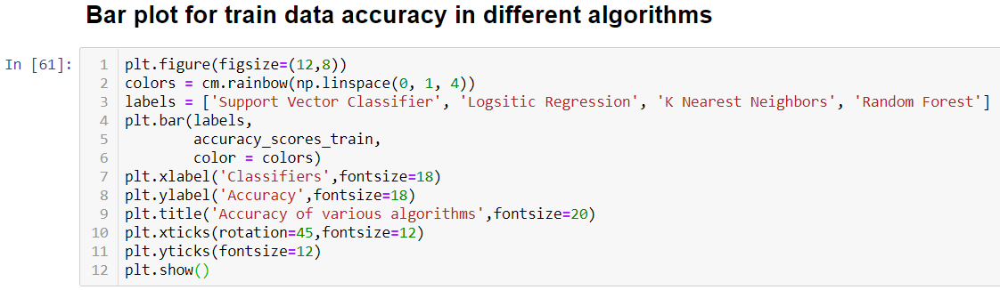 Bar plot for train data accuracy in different algorithms
In [61]:
1 plt.figure(figsize=(12,8))
2 colors = cm.rainbow(np.linspace(0, 1, 4))
3 labels = ['Support Vector Classifier', 'Logsitic Regression', 'K Nearest Neighbors', 'Random Forest']
4 plt.bar(labels,
5         accuracy_scores_train,
6         color = colors)
7 plt.xlabel('Classifiers',fontsize=18)
8 plt.ylabel('Accuracy',fontsize=18)
9 plt.title('Accuracy of various algorithms',fontsize=20)
10 plt.xticks(rotation=45,fontsize=12)
11 plt.yticks(fontsize=12)
12 plt.show()